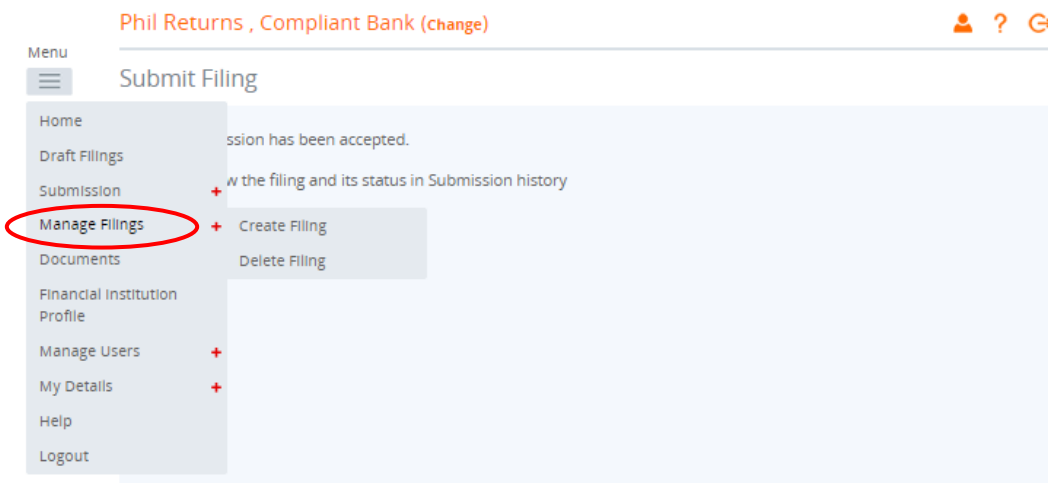 Phil Returns , Compliant Bank (Change)
?
Menu
Submit Filing
Home
ssion has been accepted.
Draft Filings
w the filing and its status in Submission history
Submission +
Manage Filings + Create Filing
Documents Delete Filing
Financial Institution
Profile
Manage Users +
My Details +
Help
Logout